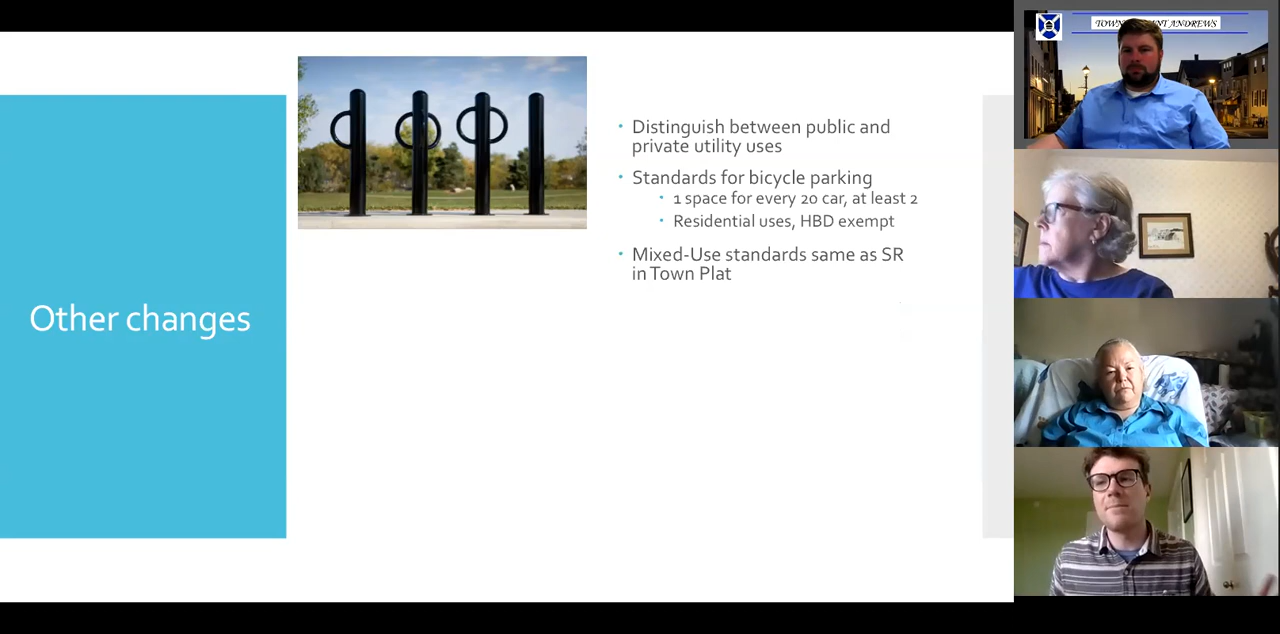 Other changes
Distinguish between public and
private utility uses
Standards for bicycle parking
1 space for every 20 car, at least 2
Residential uses, HBD exempt
Mixed-Use standards same as SR
in Town Plat
ANDREWS